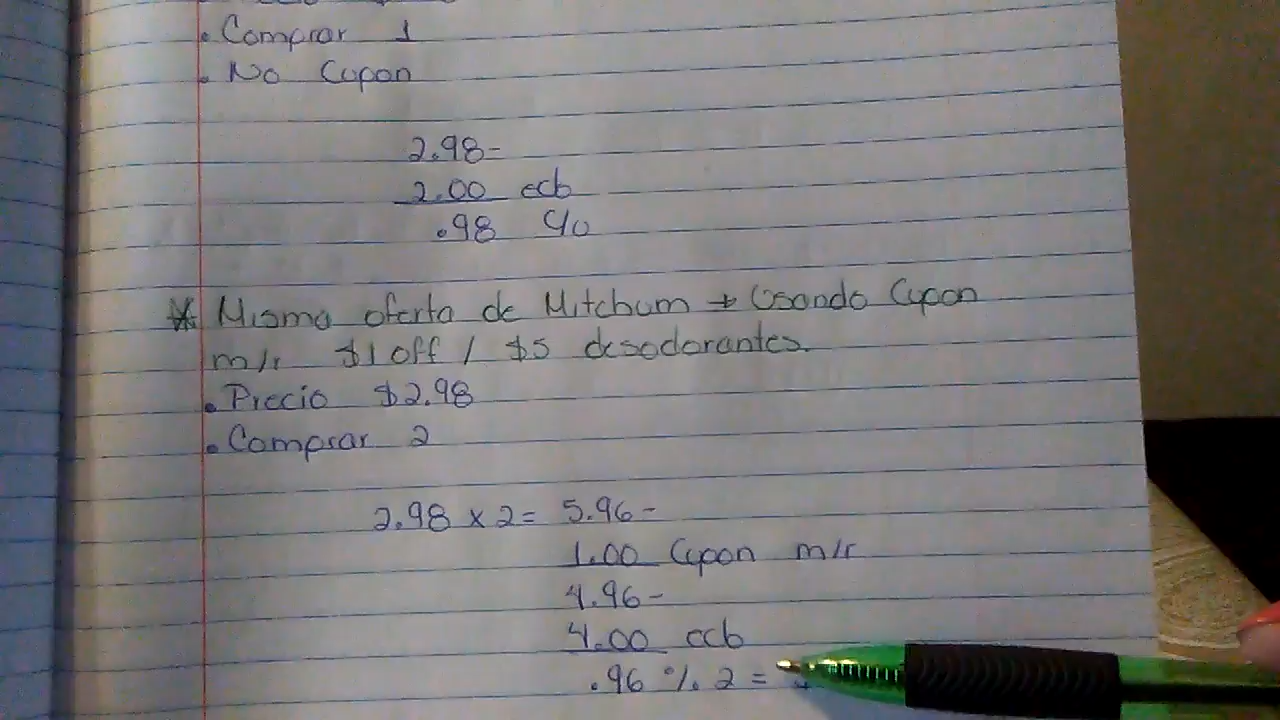 • Comprar 1
• No Cupon
2.98-
2.00 ecb
.98 c/u
* Misma oferta de Mitchum → Usando Cupon
m/r $1 off / $5 desodorantes.
• Precio $2.98
• Comprar 2
2.98 x 2 = 5.96 -
1.00 Cupon m/r
4.96 -
4.00 ecb
.96 % 2 =